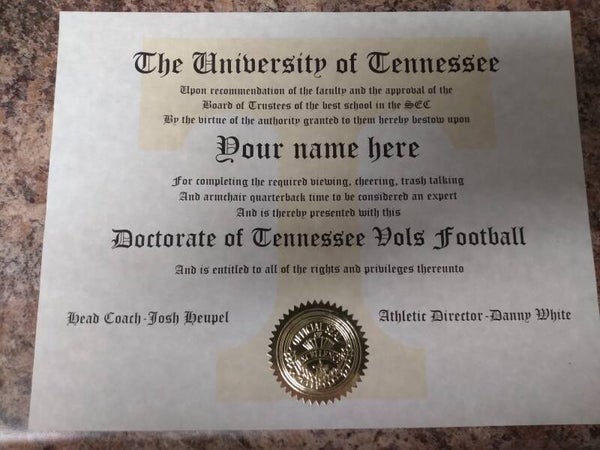 The University of Tennessee
Upon recommendation of the faculty and the approval of the
Board of Trustees of the best school in the SEC
By the virtue of the authority granted to them hereby bestow upon
Your name here
For completing the required viewing, cheering, trash talking
And armchair quarterback time to be considered an expert
And is thereby presented with this
Doctorate of Tennessee Vols Football
And is entitled to all of the rights and privileges thereunto
Head Coach-Josh Heupel
Athletic Director-Danny White
OFFICIAL
EXCELLENCE